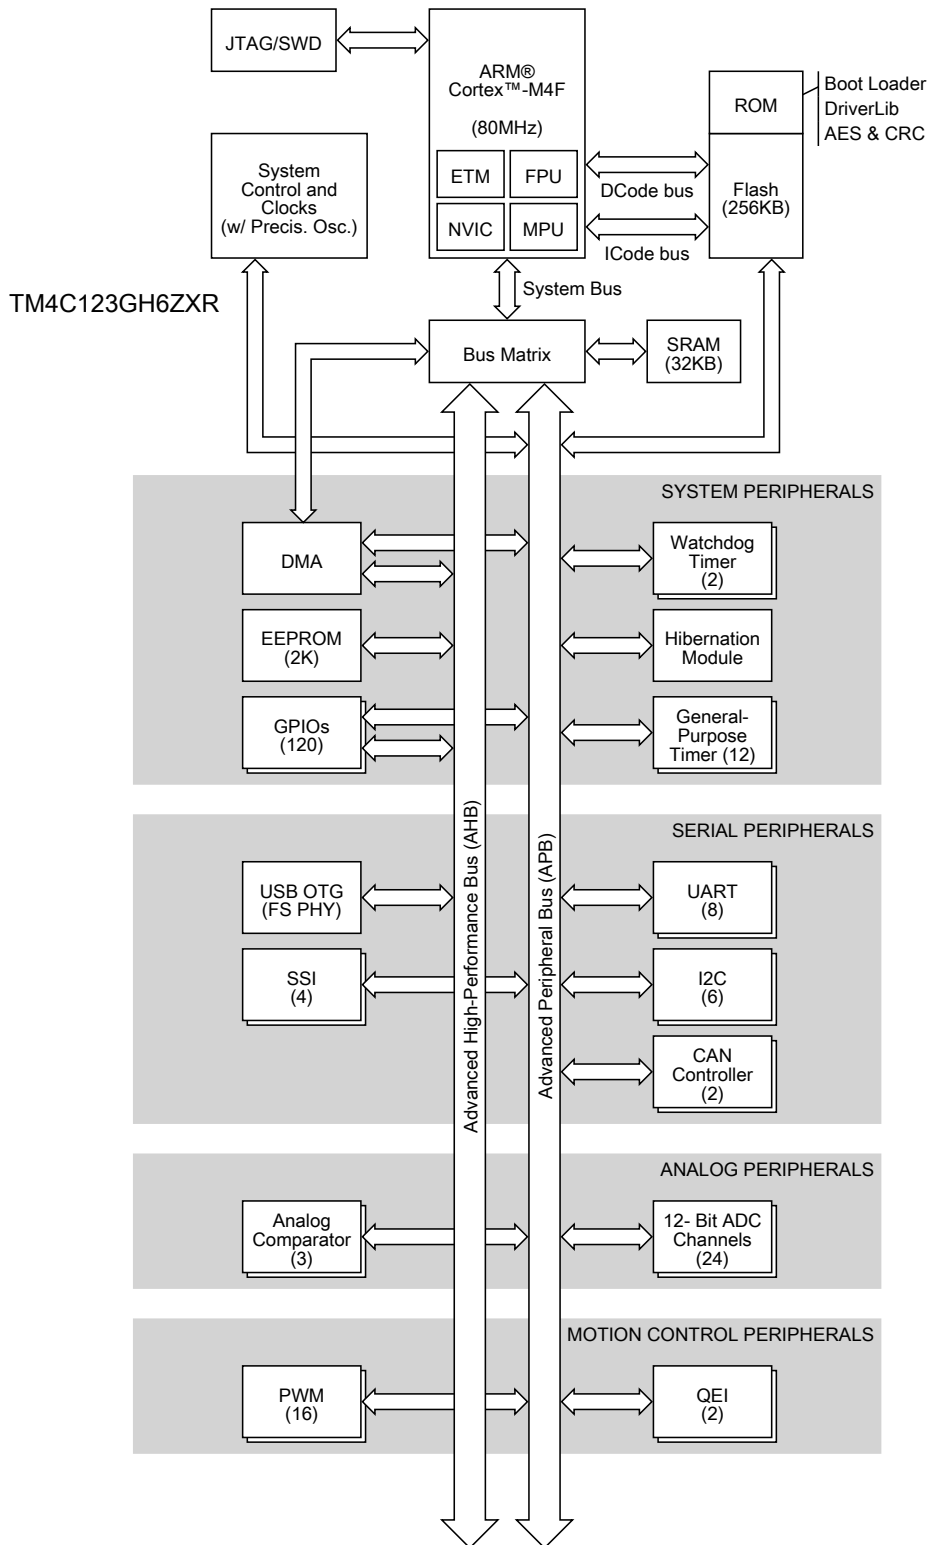 JTAG/SWD
ARM®
Cortex™-M4F
(80MHz)
ETM
FPU
NVIC
MPU
ROM
Boot Loader
DriverLib
AES & CRC
Flash
(256KB)
DCode bus
ICode bus
System
Control and
Clocks
(w/ Precis. Osc.)
TM4C123GH6ZXR
System Bus
Bus Matrix
SRAM
(32KB)
SYSTEM PERIPHERALS
DMA
Watchdog
Timer
(2)
EEPROM
(2K)
Hibernation
Module
GPIOs
(120)
General-
Purpose
Timer (12)
Advanced High-Performance Bus (AHB)
Advanced Peripheral Bus (APB)
SERIAL PERIPHERALS
USB OTG
(FS PHY)
UART
(8)
SSI
(4)
I2C
(6)
CAN
Controller
(2)
ANALOG PERIPHERALS
Analog
Comparator
(3)
12- Bit ADC
Channels
(24)
MOTION CONTROL PERIPHERALS
PWM
(16)
QEI
(2)